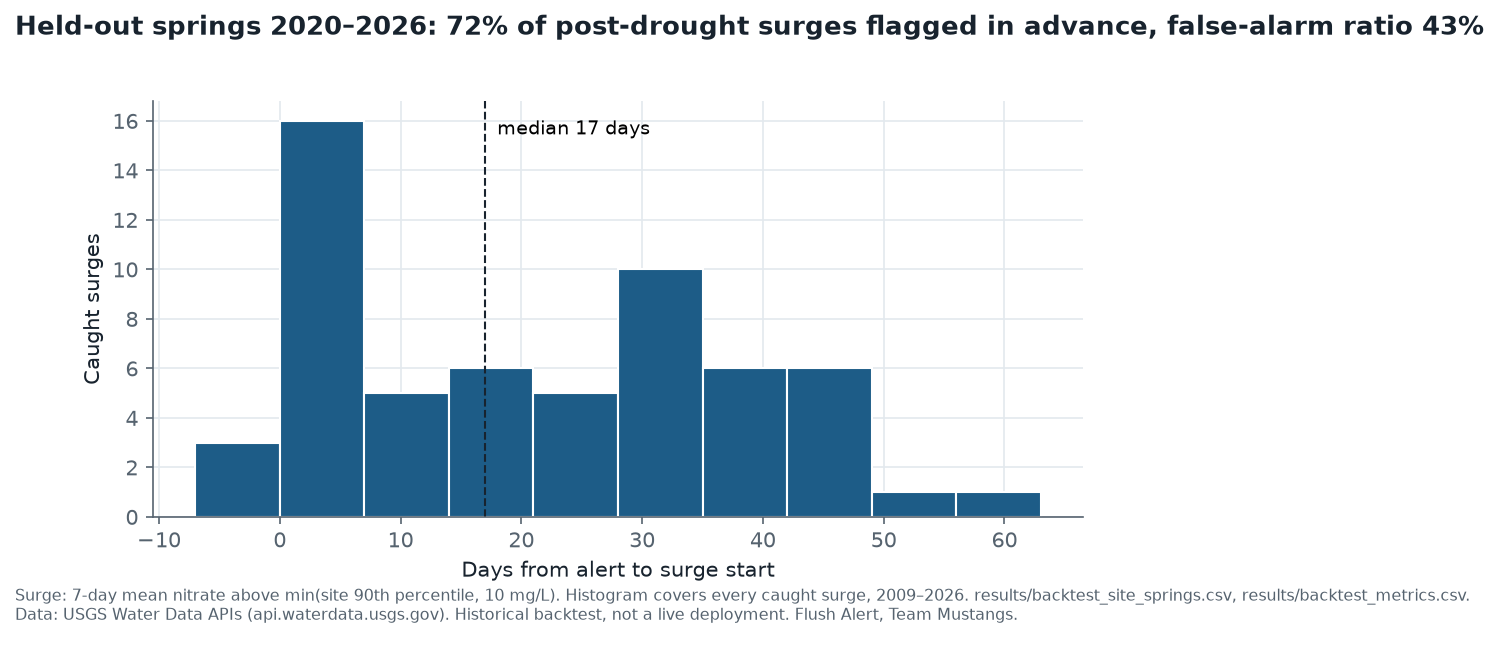 Held-out springs 2020–2026: 72% of post-drought surges flagged in advance, false-alarm ratio 43%
median 17 days
Caught surges
16
14
12
10
8
6
4
2
0
−10 0 10 20 30 40 50 60
Days from alert to surge start
Surge: 7-day mean nitrate above min(site 90th percentile, 10 mg/L). Histogram covers every caught surge, 2009–2026. results/backtest_site_springs.csv, results/backtest_metrics.csv.
Data: USGS Water Data APIs (api.waterdata.usgs.gov). Historical backtest, not a live deployment. Flush Alert, Team Mustangs.